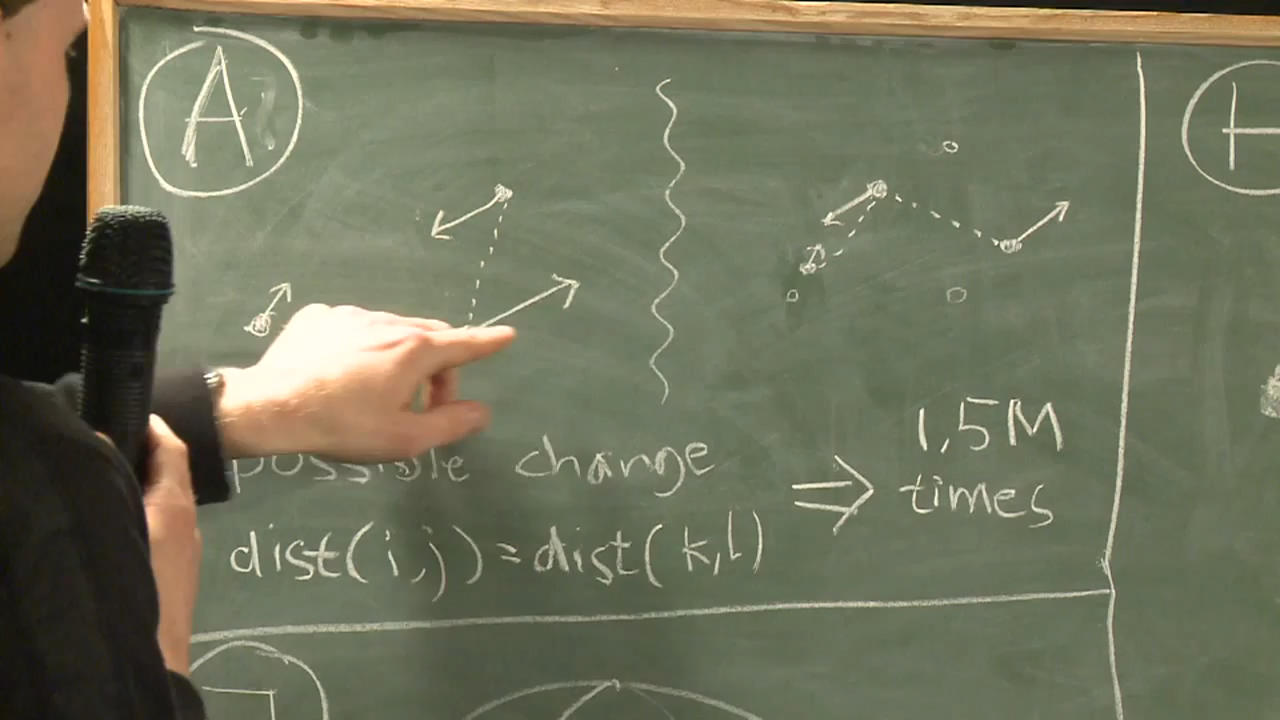 A
possible change
dist(i,j)=dist(k,l)
⇒ 1,5M
times